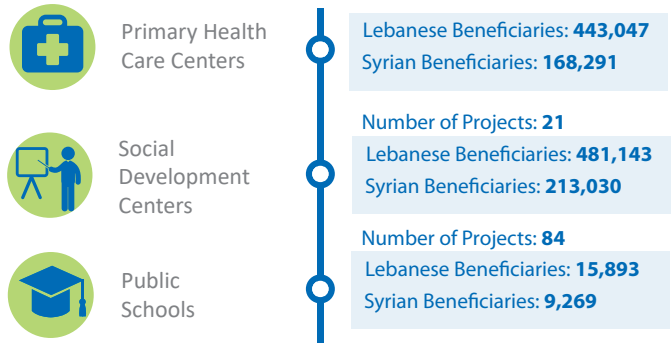 Primary Health
Care Centers
Lebanese Beneficiaries: 443,047
Syrian Beneficiaries: 168,291
Social
Development
Centers
Number of Projects: 21
Lebanese Beneficiaries: 481,143
Syrian Beneficiaries: 213,030
Public
Schools
Number of Projects: 84
Lebanese Beneficiaries: 15,893
Syrian Beneficiaries: 9,269